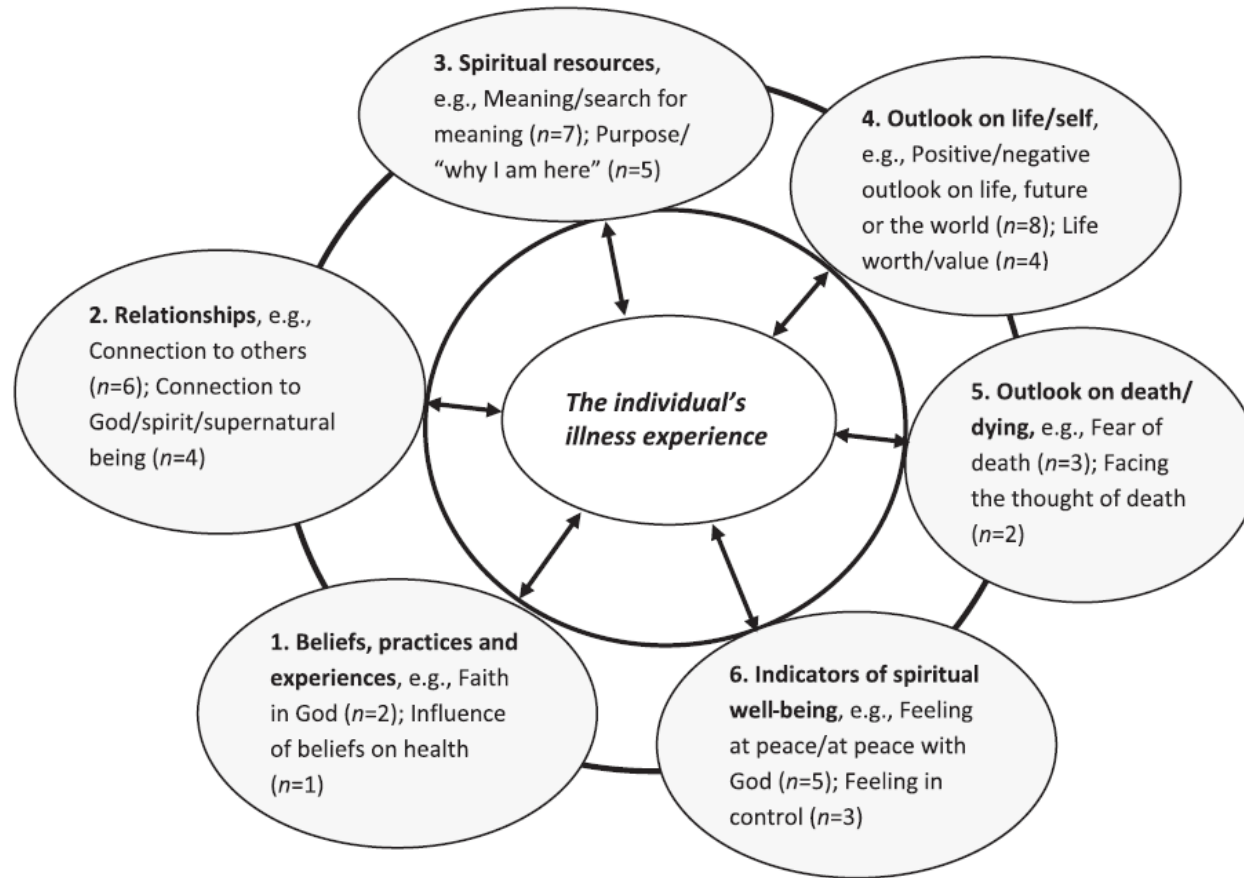 3. Spiritual resources,
e.g., Meaning/search for
meaning (n=7); Purpose/
“why I am here” (n=5)
4. Outlook on life/self,
e.g., Positive/negative
outlook on life, future
or the world (n=8); Life
worth/value (n=4)
2. Relationships, e.g.,
Connection to others
(n=6); Connection to
God/spirit/supernatural
being (n=4)
The individual’s
illness experience
5. Outlook on death/
dying, e.g., Fear of
death (n=3); Facing
the thought of death
(n=2)
1. Beliefs, practices and
experiences, e.g., Faith
in God (n=2); Influence
of beliefs on health
(n=1)
6. Indicators of spiritual
well-being, e.g., Feeling
at peace/at peace with
God (n=5); Feeling in
control (n=3)